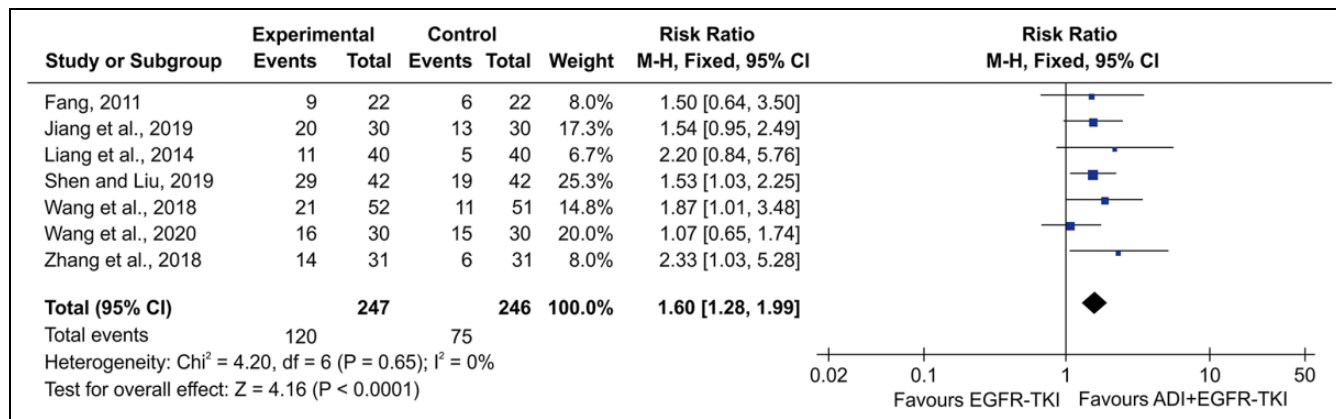 Experimental Control Risk Ratio Risk Ratio
Study or Subgroup Events Total Events Total Weight M-H, Fixed, 95% CI M-H, Fixed, 95% CI
Fang, 2011 9 22 6 22 8.0% 1.50 [0.64, 3.50]
Jiang et al., 2019 20 30 13 30 17.3% 1.54 [0.95, 2.49]
Liang et al., 2014 11 40 5 40 6.7% 2.20 [0.84, 5.76]
Shen and Liu, 2019 29 42 19 42 25.3% 1.53 [1.03, 2.25]
Wang et al., 2018 21 52 11 51 14.8% 1.87 [1.01, 3.48]
Wang et al., 2020 16 30 15 30 20.0% 1.07 [0.65, 1.74]
Zhang et al., 2018 14 31 6 31 8.0% 2.33 [1.03, 5.28]
Total (95% CI) 247 246 100.0% 1.60 [1.28, 1.99]
Total events 120 75
Heterogeneity: Chi² = 4.20, df = 6 (P = 0.65); I² = 0%
Test for overall effect: Z = 4.16 (P < 0.0001)
0.02 0.1 1 10 50
Favours EGFR-TKI Favours ADI+EGFR-TKI